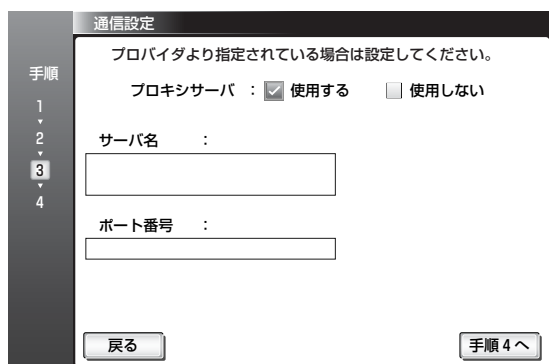 通信設定
プロバイダより指定されている場合は設定してください。
手順
1
2
3
4
プロキシサーバ : 使用する 使用しない
サーバ名 :
ポート番号 :
戻る
手順4へ